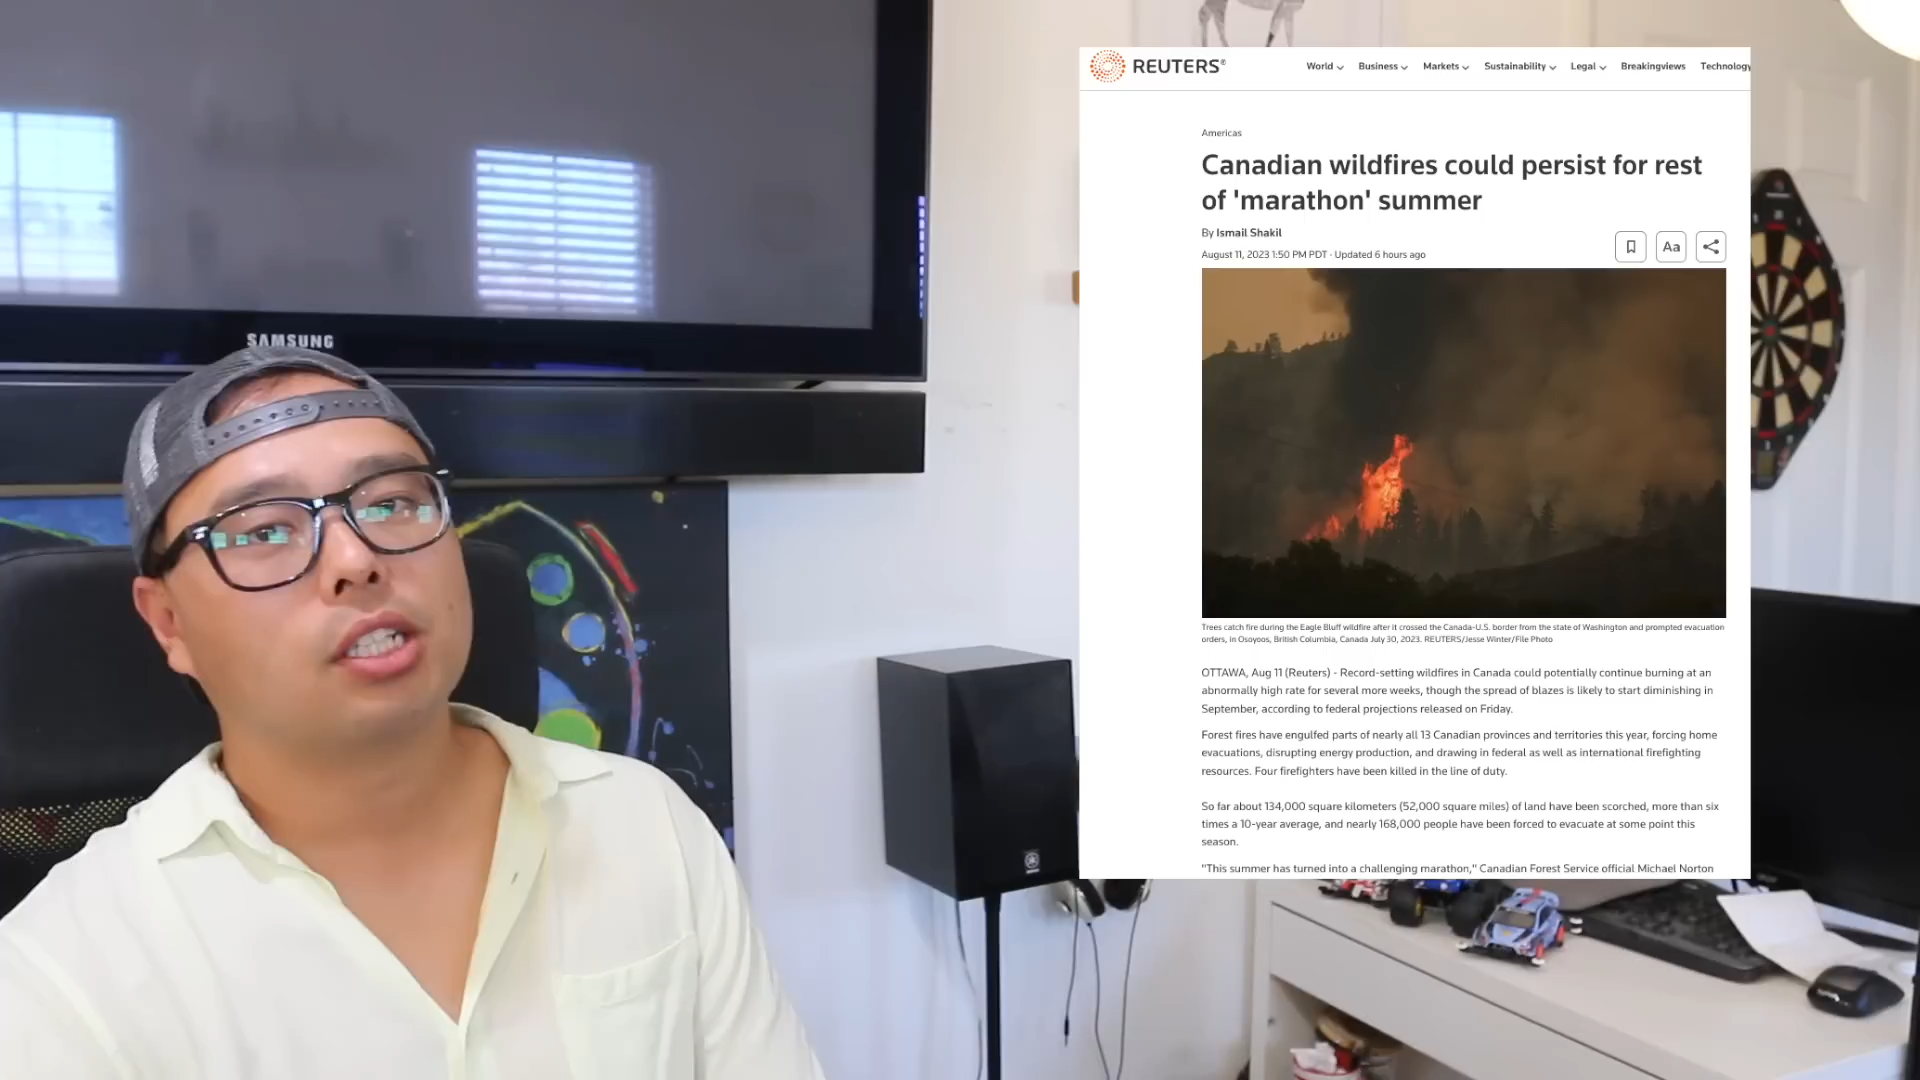 SAMSUNG
REUTERS®
World Business Markets Sustainability Legal Breakingviews Technology
Americas
Canadian wildfires could persist for rest
of 'marathon' summer
By Ismail Shakil
August 11, 2023 1:50 PM PDT · Updated 6 hours ago
Aa
Trees catch fire during the Eagle Bluff wildfire after it crossed the Canada-U.S. border from the state of Washington and prompted evacuation
orders, in Osoyoos, British Columbia, Canada July 30, 2023. REUTERS/Jesse Winter/File Photo
OTTAWA, Aug 11 (Reuters) - Record-setting wildfires in Canada could potentially continue burning at an
abnormally high rate for several more weeks, though the spread of blazes is likely to start diminishing in
September, according to federal projections released on Friday.
Forest fires have engulfed parts of nearly all 13 Canadian provinces and territories this year, forcing home
evacuations, disrupting energy production, and drawing in federal as well as international firefighting
resources. Four firefighters have been killed in the line of duty.
So far about 134,000 square kilometers (52,000 square miles) of land have been scorched, more than six
times a 10-year average, and nearly 168,000 people have been forced to evacuate at some point this
season.
"This summer has turned into a challenging marathon," Canadian Forest Service official Michael Norton